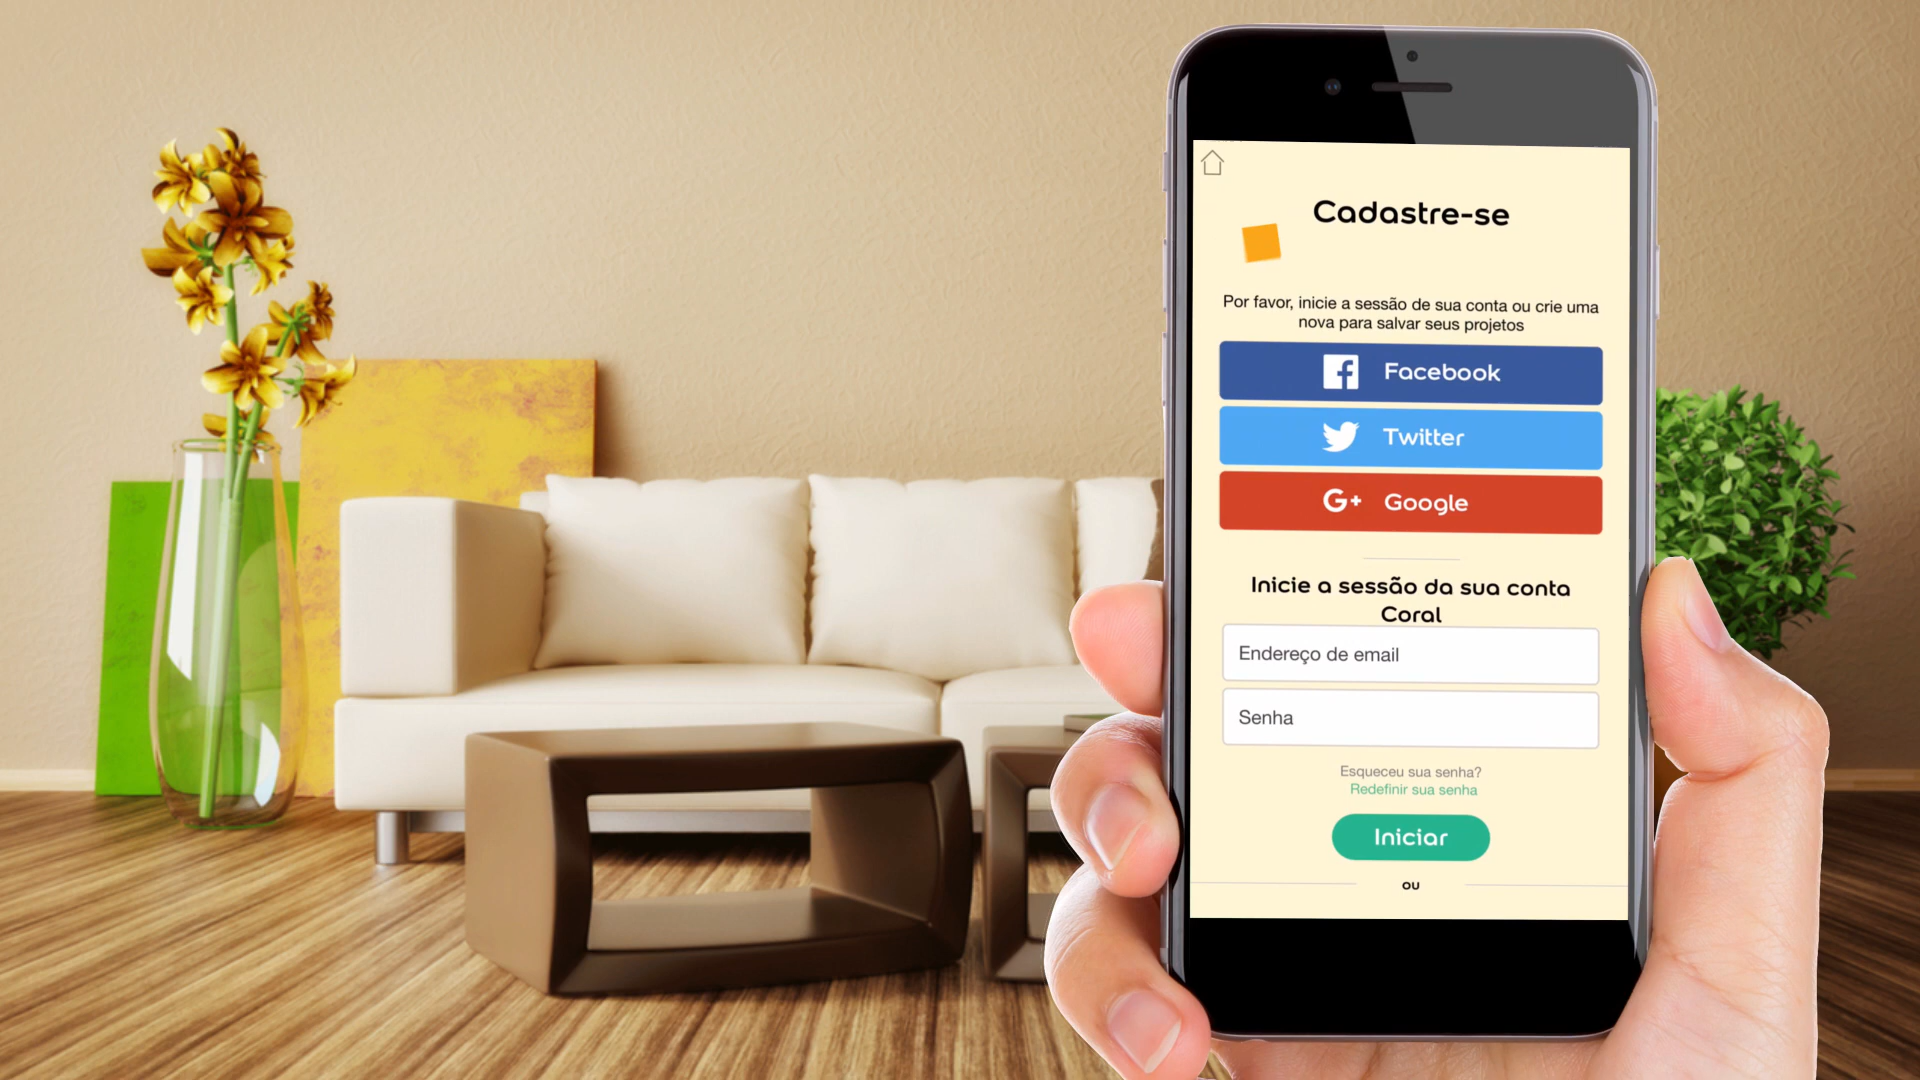 Cadastre-se
Por favor, inicie a sessão de sua conta ou crie uma
nova para salvar seus projetos
Facebook
Twitter
G+ Google
Inicie a sessão da sua conta
Coral
Endereço de email
Senha
Esqueceu sua senha?
Redefinir sua senha
Iniciar
ou